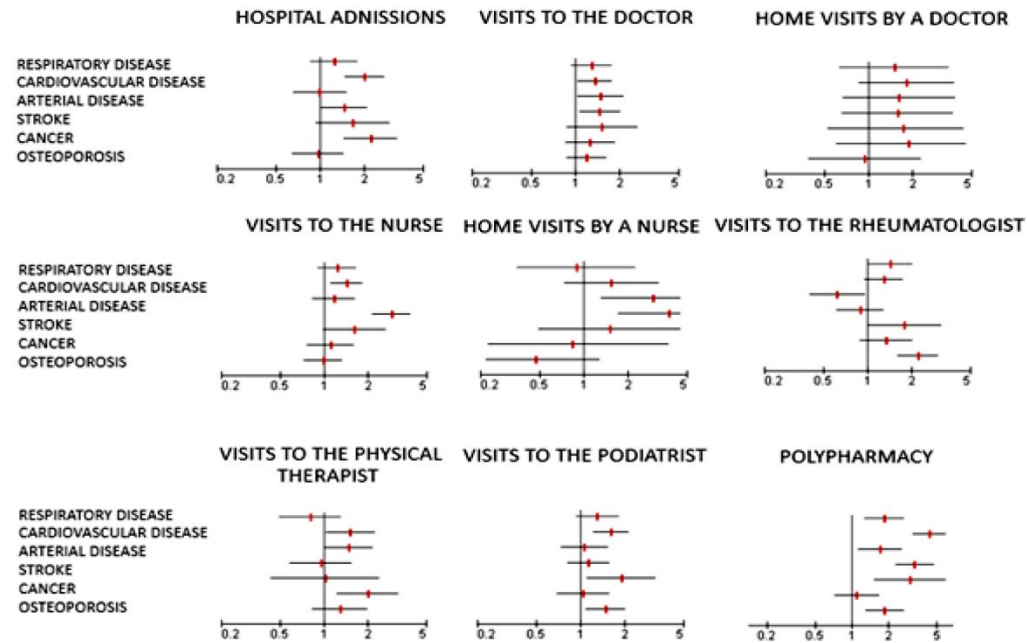 HOSPITAL ADNISSIONS
VISITS TO THE DOCTOR
HOME VISITS BY A DOCTOR
RESPIRATORY DISEASE
CARDIOVASCULAR DISEASE
ARTERIAL DISEASE
STROKE
CANCER
OSTEOPOROSIS
0.2 0.5 1 2 5
0.2 0.5 1 2 5
0.2 0.5 1 2 5
VISITS TO THE NURSE
HOME VISITS BY A NURSE
VISITS TO THE RHEUMATOLOGIST
RESPIRATORY DISEASE
CARDIOVASCULAR DISEASE
ARTERIAL DISEASE
STROKE
CANCER
OSTEOPOROSIS
0.2 0.5 1 2 5
0.2 0.5 1 2 5
0.2 0.5 1 2 5
VISITS TO THE PHYSICAL
THERAPIST
VISITS TO THE PODIATRIST
POLYPHARMACY
RESPIRATORY DISEASE
CARDIOVASCULAR DISEASE
ARTERIAL DISEASE
STROKE
CANCER
OSTEOPOROSIS
0.2 0.5 1 2 5
0.2 0.5 1 2 5
0.2 0.5 1 2 5